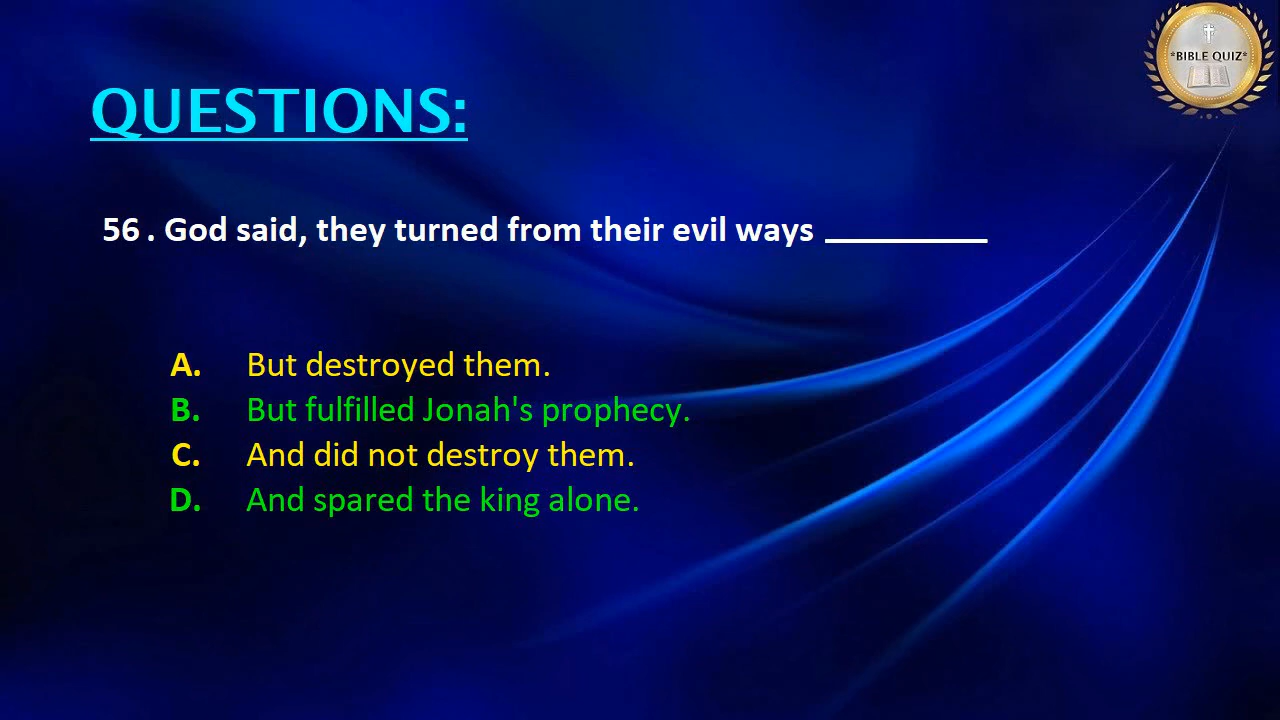 *BIBLE QUIZ*
QUESTIONS:
56 . God said, they turned from their evil ways __________
A. But destroyed them.
B. But fulfilled Jonah's prophecy.
C. And did not destroy them.
D. And spared the king alone.